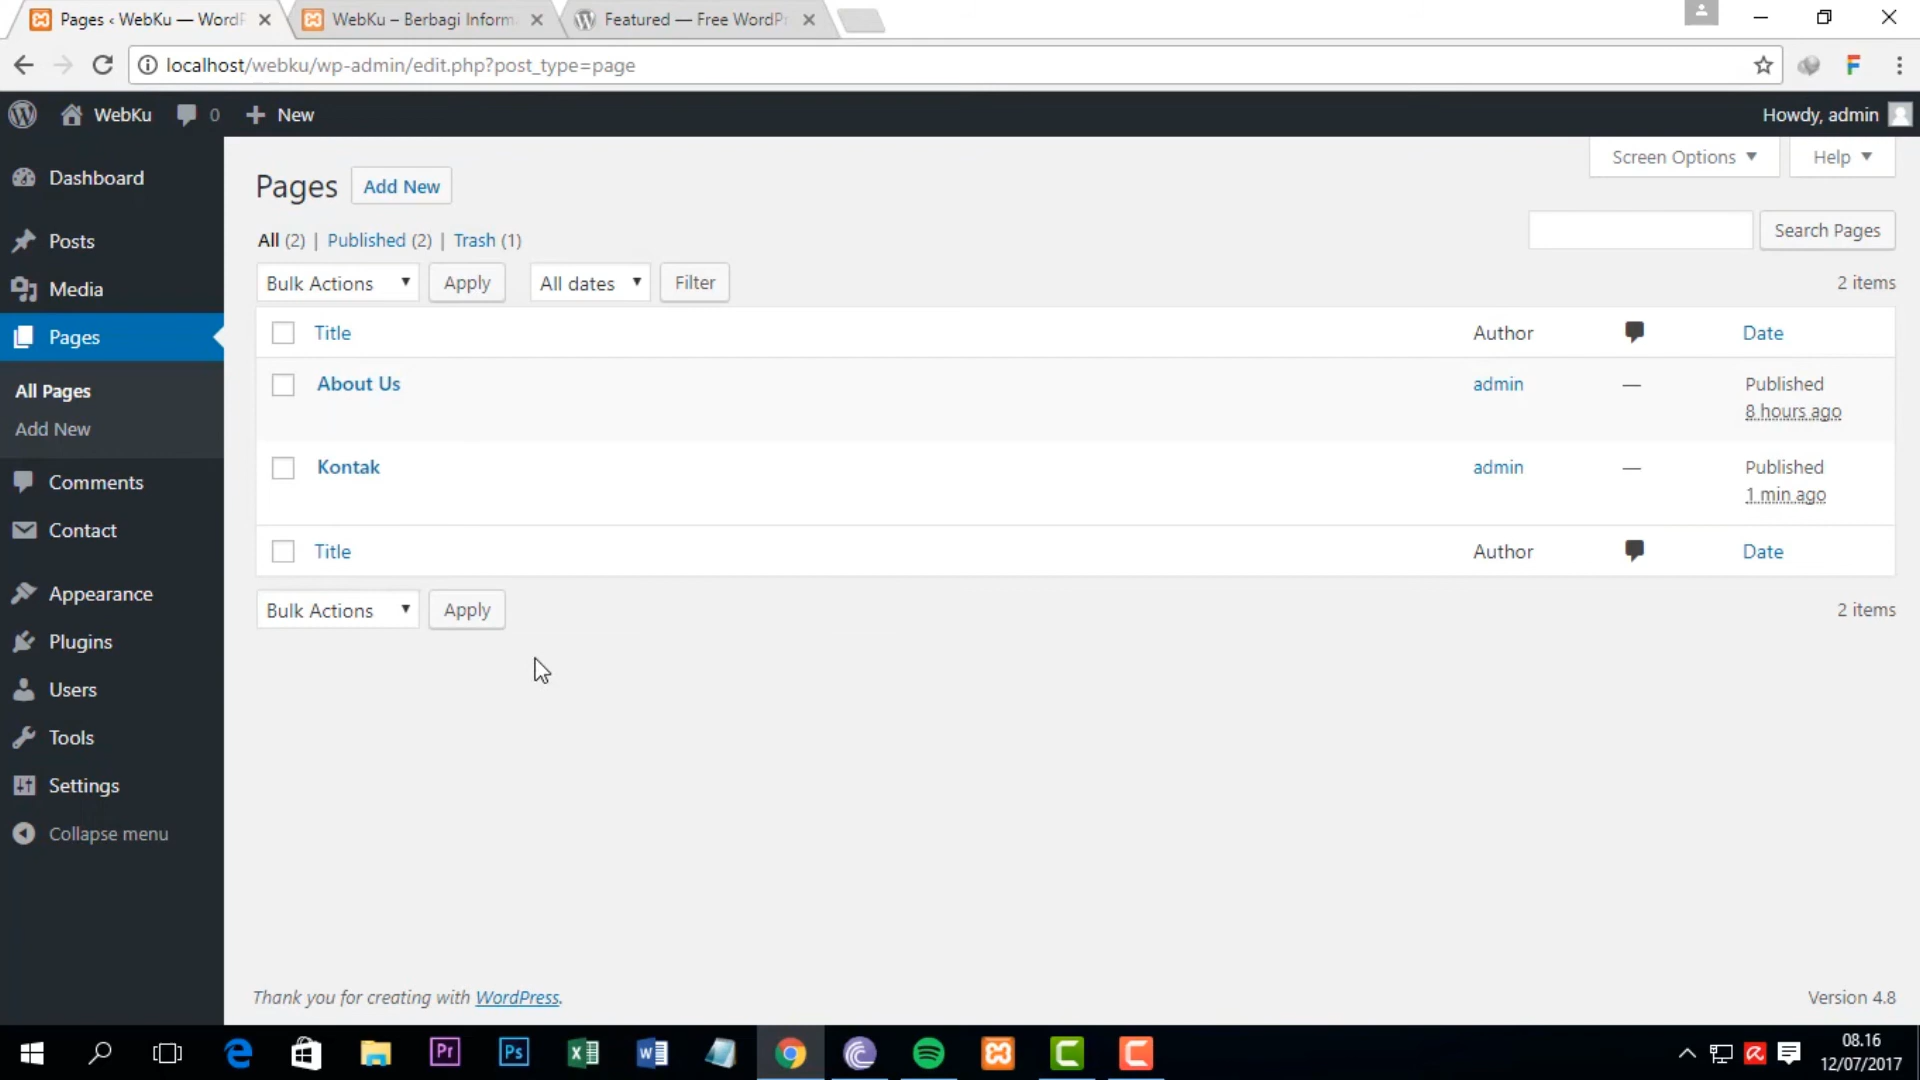 Pages ‹ WebKu — WordP
WebKu – Berbagi Inform
Featured — Free WordPr
localhost/webku/wp-admin/edit.php?post_type=page
WebKu
0
New
Howdy, admin
Dashboard
Posts
Media
Pages
All Pages
Add New
Comments
Contact
Appearance
Plugins
Users
Tools
Settings
Collapse menu
Screen Options
Help
Pages
Add New
All (2) | Published (2) | Trash (1)
Search Pages
Bulk Actions
Apply
All dates
Filter
2 items
Title
Author
Date
About Us
admin
—
Published
8 hours ago
Kontak
admin
—
Published
1 min ago
Title
Author
Date
Bulk Actions
Apply
2 items
Thank you for creating with WordPress.
Version 4.8
Pr
Ps
08.16
12/07/2017